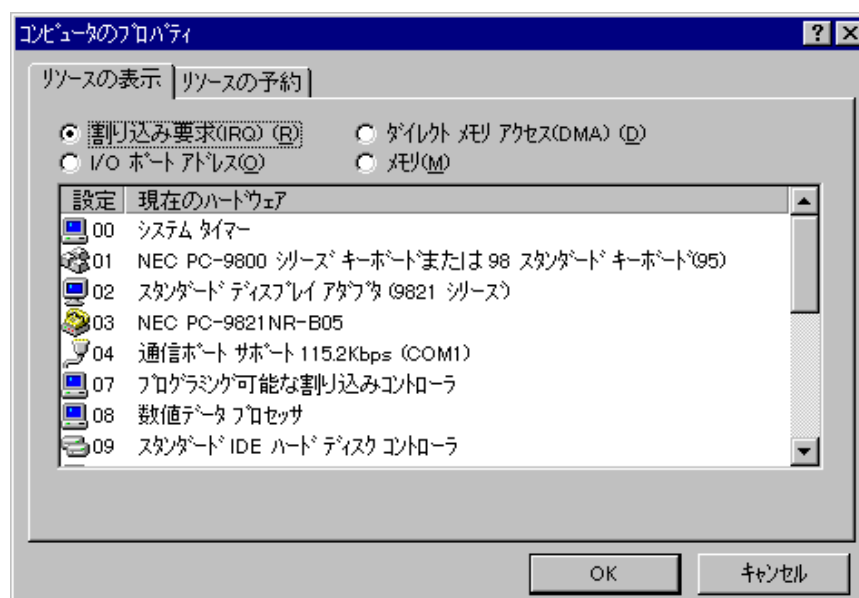 コンピュータのプロパティ
リソースの表示 リソースの予約
割り込み要求(IRQ) (R) ダイレクト メモリ アクセス(DMA) (D)
I/O ポート アドレス(O) メモリ(M)
設定 現在のハードウェア
00 システム タイマー
01 NEC PC-9800 シリーズ キーボードまたは 98 スタンダード キーボード(95)
02 スタンダード ディスプレイ アダプタ (9821 シリーズ)
03 NEC PC-9821NR-B05
04 通信ポート サポート 115.2Kbps (COM1)
07 プログラミング可能な割り込みコントローラ
08 数値データ プロセッサ
09 スタンダード IDE ハード ディスク コントローラ
OK キャンセル